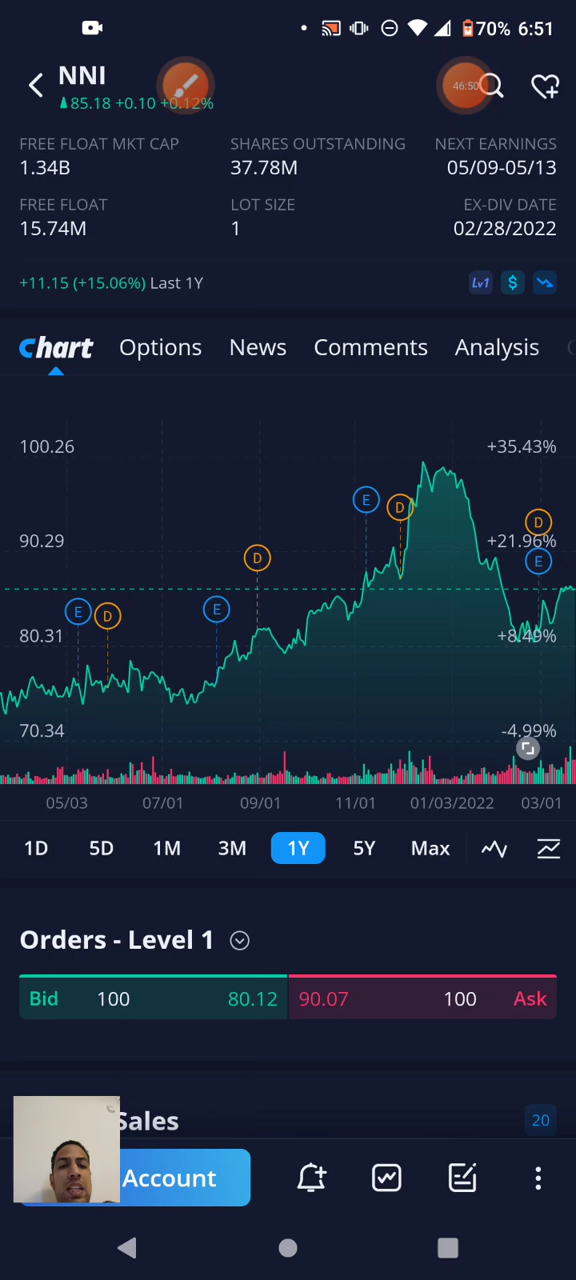 70% 6:51
NNI
85.18 +0.10 +0.12%
46:50
FREE FLOAT MKT CAP SHARES OUTSTANDING NEXT EARNINGS
1.34B 37.78M 05/09-05/13
FREE FLOAT LOT SIZE EX-DIV DATE
15.74M 1 02/28/2022
+11.15 (+15.06%) Last 1Y Lv1 $
Chart Options News Comments Analysis
100.26 +35.43%
E D
D
90.29 +21.96%
D E
E D E
80.31 +8.49%
70.34 -4.99%
05/03 07/01 09/01 11/01 01/03/2022 03/01
1D 5D 1M 3M 1Y 5Y Max
Orders - Level 1
Bid 100 80.12 90.07 100 Ask
Sales 20
Account